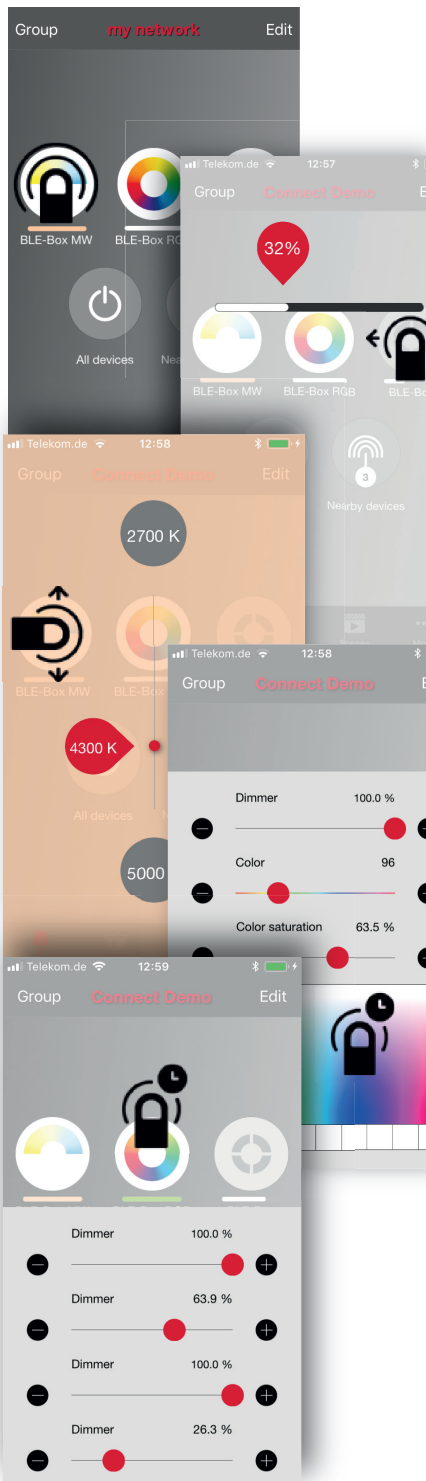 Group my network Edit
BLE-Box MW BLE-Box RG
All devices Nea
Telekom.de 12:57
Group Connect Demo E
32%
BLE-Box MW BLE-Box RGB BLE-Bo
3
Nearby devices
Telekom.de 12:58
Group Connect Demo Edit
2700 K
BLE-Box MW BLE-Box
4300 K
All devices N
5000
Telekom.de 12:58
Group Connect Demo E
Dimmer 100.0 %
Color 96
Color saturation 63.5 %
Telekom.de 12:59
Group Connect Demo Edit
Dimmer 100.0 %
Dimmer 63.9 %
Dimmer 100.0 %
Dimmer 26.3 %